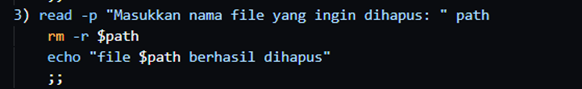 3) read -p "Masukkan nama file yang ingin dihapus: " path
rm -r $path
echo "file $path berhasil dihapus"
;;